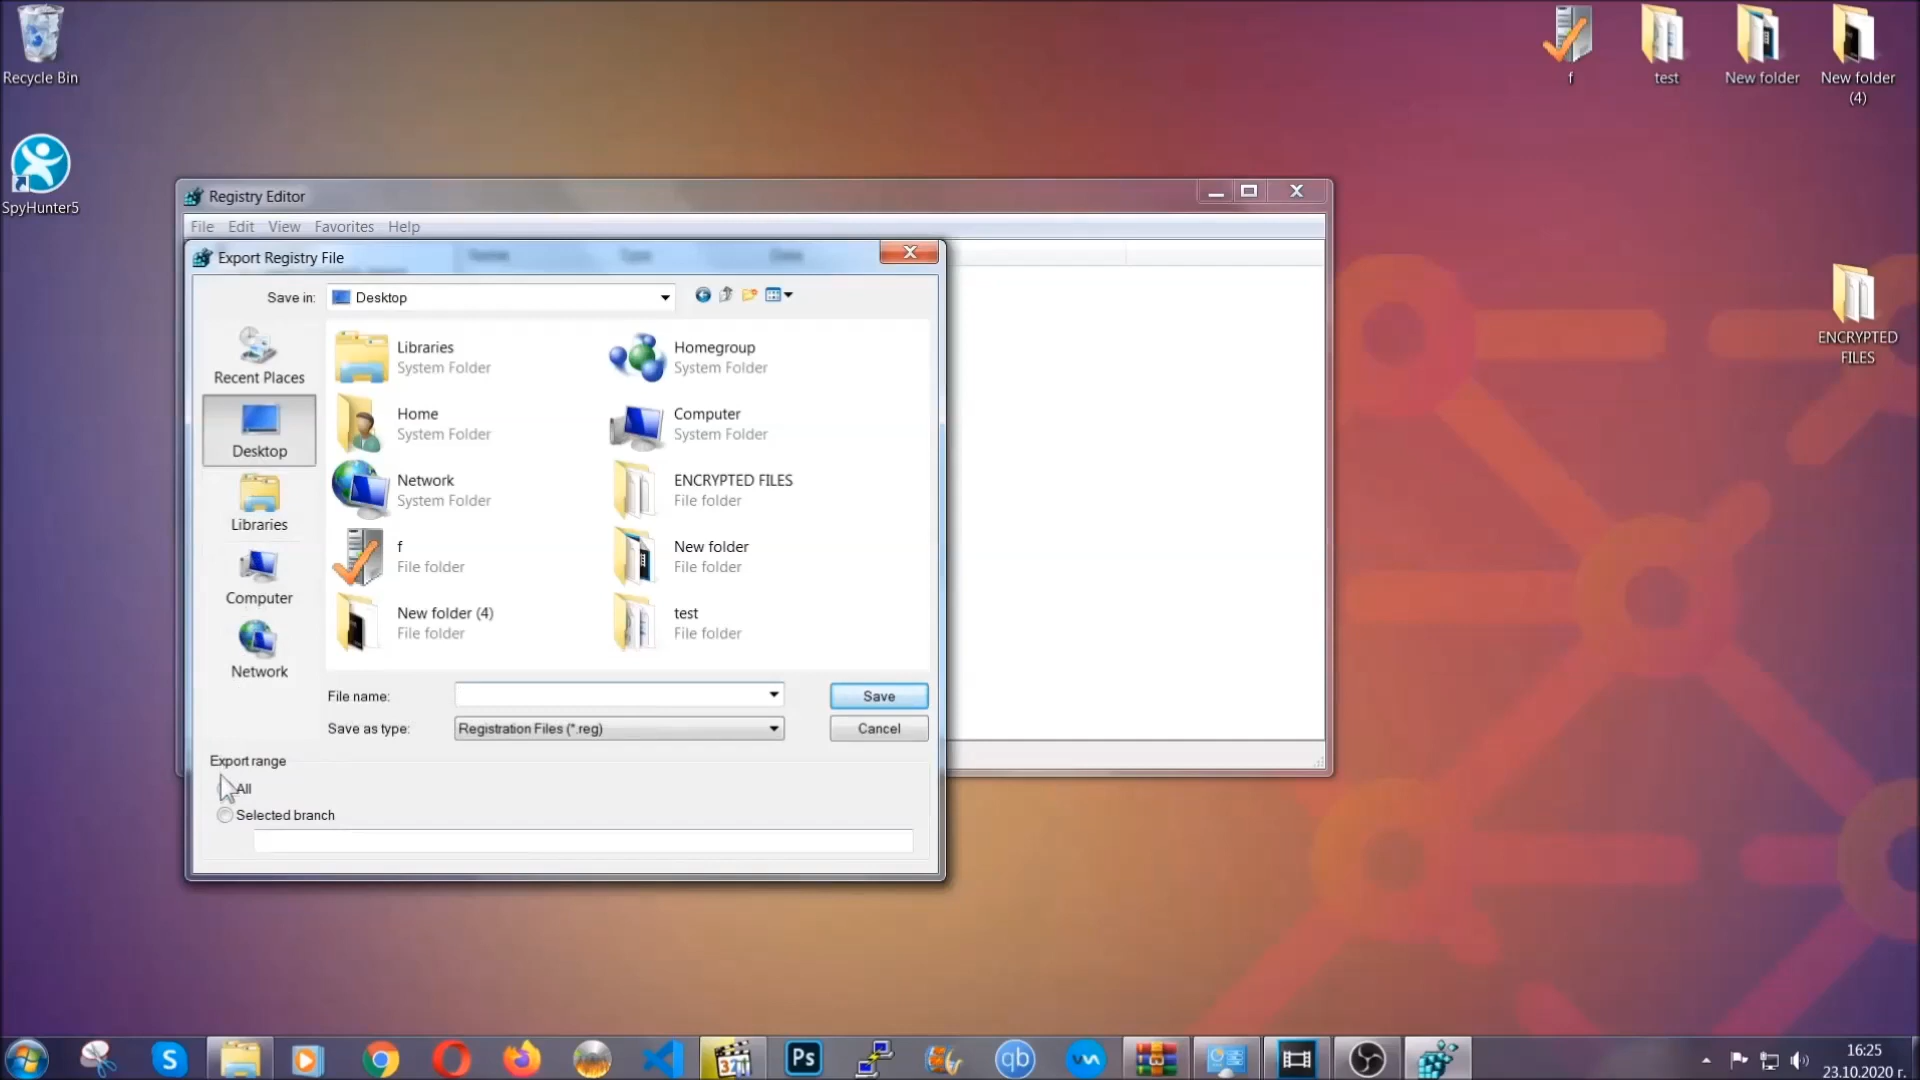 Recycle Bin
SpyHunter5
f
test
New folder
New folder
(4)
ENCRYPTED
FILES
Registry Editor
File Edit View Favorites Help
Export Registry File
Save in:
Desktop
Recent Places
Desktop
Libraries
Computer
Network
Libraries
System Folder
Homegroup
System Folder
Home
System Folder
Computer
System Folder
Network
System Folder
ENCRYPTED FILES
File folder
f
File folder
New folder
File folder
New folder (4)
File folder
test
File folder
File name:
Save
Save as type:
Registration Files (*.reg)
Cancel
Export range
All
Selected branch
S
321
Ps
qb
16:25
23.10.2020 г.